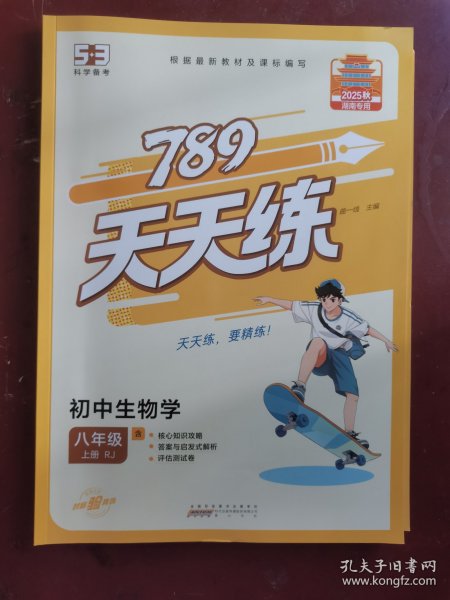 5·3
科学备考
根据最新教材及课标编写
2025秋
湖南专用
789
天天练
曲一线 主编
天天练，要精练！
初中生物学
八年级
上册 RJ
含
核心知识攻略
答案与启发式解析
评估测试卷
孔夫子旧书网
www.kongfz.com